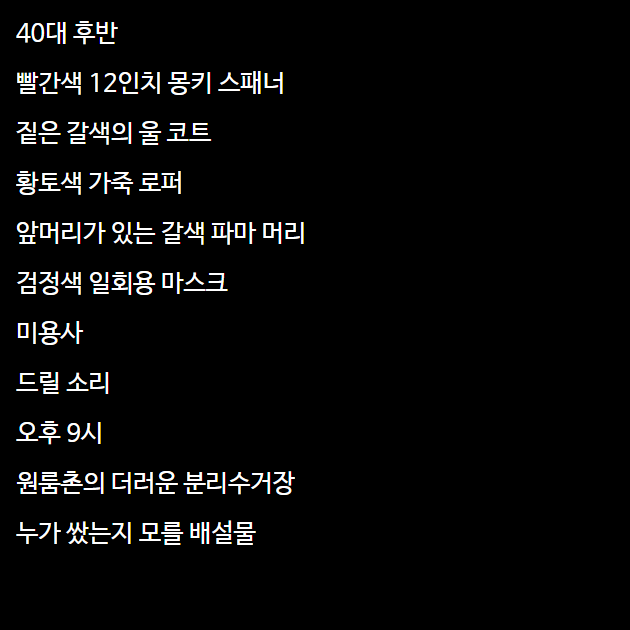 40대 후반
빨간색 12인치 몽키 스패너
짙은 갈색의 울 코트
황토색 가죽 로퍼
앞머리가 있는 갈색 파마 머리
검정색 일회용 마스크
미용사
드릴 소리
오후 9시
원룸촌의 더러운 분리수거장
누가 쌌는지 모를 배설물